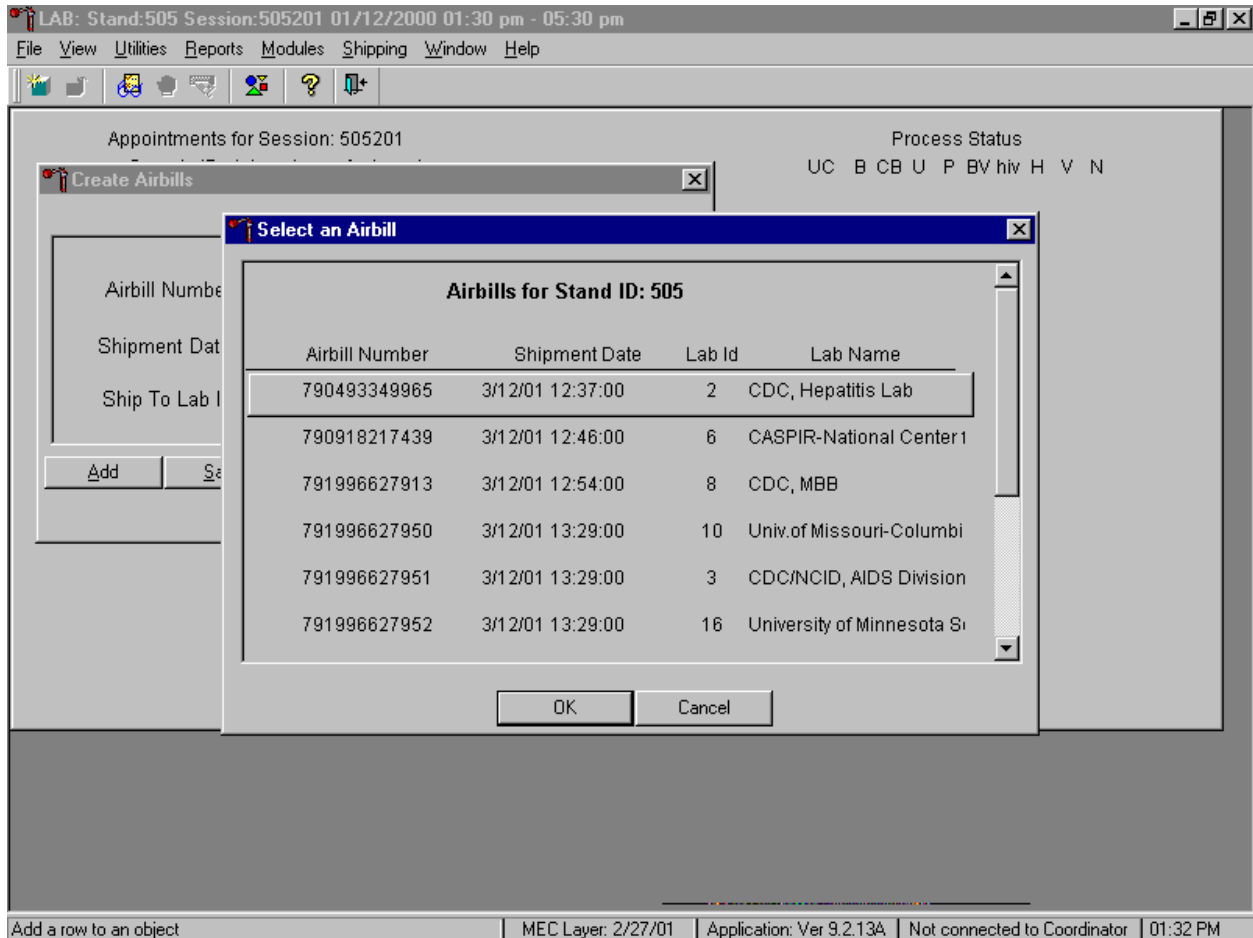 LAB: Stand:505 Session:505201 01/12/2000 01:30 pm - 05:30 pm
File View Utilities Reports Modules Shipping Window Help
Appointments for Session: 505201
Process Status
UC B CB U P BV hiv H V N
Create Airbills
Select an Airbill
Airbills for Stand ID: 505
Airbill Number Shipment Date Lab Id Lab Name
790493349965 3/12/01 12:37:00 2 CDC, Hepatitis Lab
790918217439 3/12/01 12:46:00 6 CASPIR-National Center
791996627913 3/12/01 12:54:00 8 CDC, MBB
791996627950 3/12/01 13:29:00 10 Univ.of Missouri-Columbi
791996627951 3/12/01 13:29:00 3 CDC/NCID, AIDS Division
791996627952 3/12/01 13:29:00 16 University of Minnesota
OK Cancel
Airbill Numbe
Shipment Dat
Ship To Lab I
Add Sa
Add a row to an object MEC Layer: 2/27/01 Application: Ver 9.2.13A Not connected to Coordinator 01:32 PM